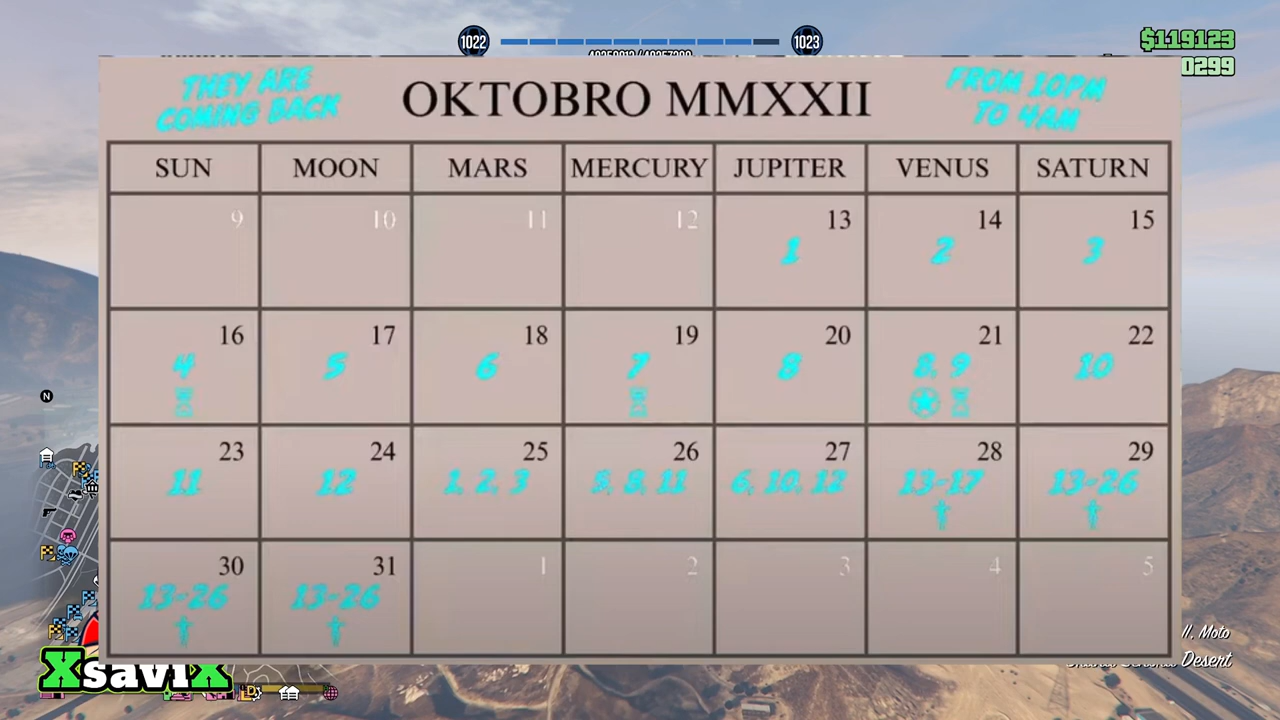 1022 1023
$119123
0299
THEY ARE
COMING BACK
OKTOBRO MMXXII
FROM 10PM
TO 4AM
SUN MOON MARS MERCURY JUPITER VENUS SATURN
9 10 11 12 13 14 15
1 2 3
16 17 18 19 20 21 22
4 5 6 7 8 8, 9 10
23 24 25 26 27 28 29
11 12 1, 2, 3 5, 8, 11 6, 10, 12 13-17 13-26
30 31 1 2 3 4 5
13-26 13-26
N
ll, Moto
Desert
XsaviX